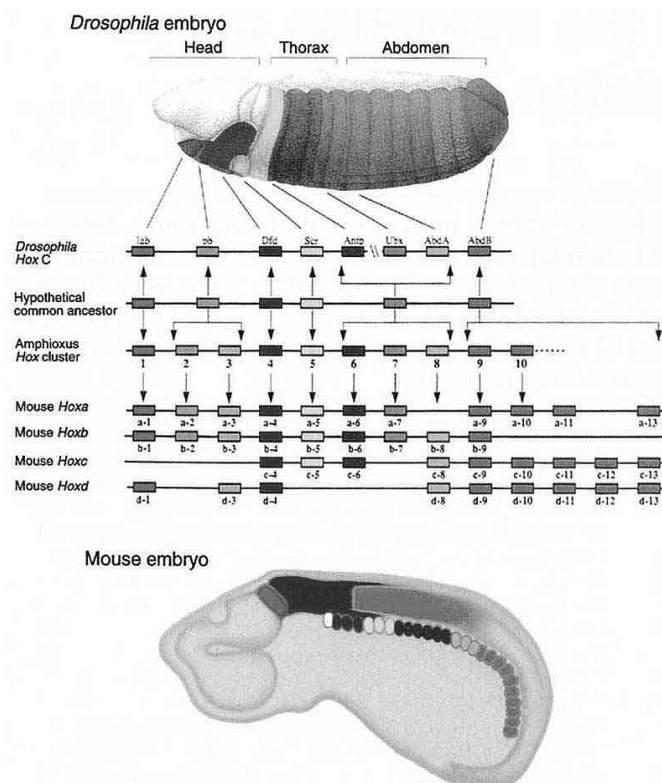 Drosophila embryo
Head Thorax Abdomen
lab pb Dfd Scr Antp Ubx AbdA AbdB
Drosophila
Hox C
Hypothetical
common ancestor
Amphioxus
Hox cluster
1 2 3 4 5 6 7 8 9 10
Mouse Hoxa
a-1 a-2 a-3 a-4 a-5 a-6 a-7 a-9 a-10 a-11 a-13
Mouse Hoxb
b-1 b-2 b-3 b-4 b-5 b-6 b-7 b-8 b-9
Mouse Hoxc
c-4 c-5 c-6 c-8 c-9 c-10 c-11 c-12 c-13
Mouse Hoxd
d-1 d-3 d-4 d-8 d-9 d-10 d-11 d-12 d-13
Mouse embryo